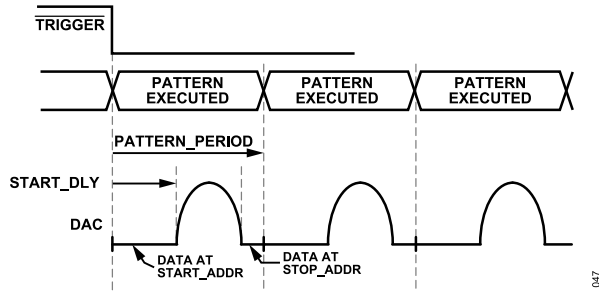 TRIGGER
PATTERN
EXECUTED
PATTERN
EXECUTED
PATTERN
EXECUTED
PATTERN_PERIOD
START_DLY
DAC
DATA AT
START_ADDR
DATA AT
STOP_ADDR
047